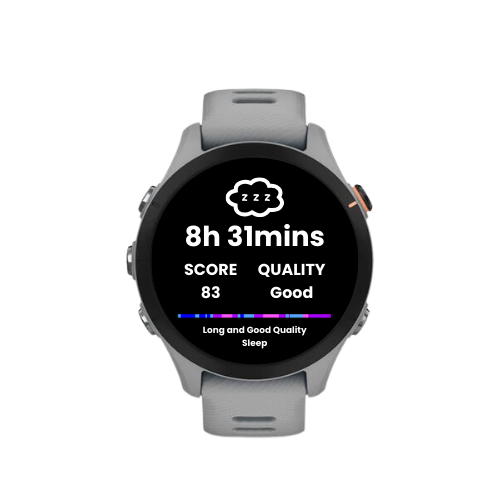 z z z
8h 31mins
SCORE QUALITY
83 Good
Long and Good Quality
Sleep